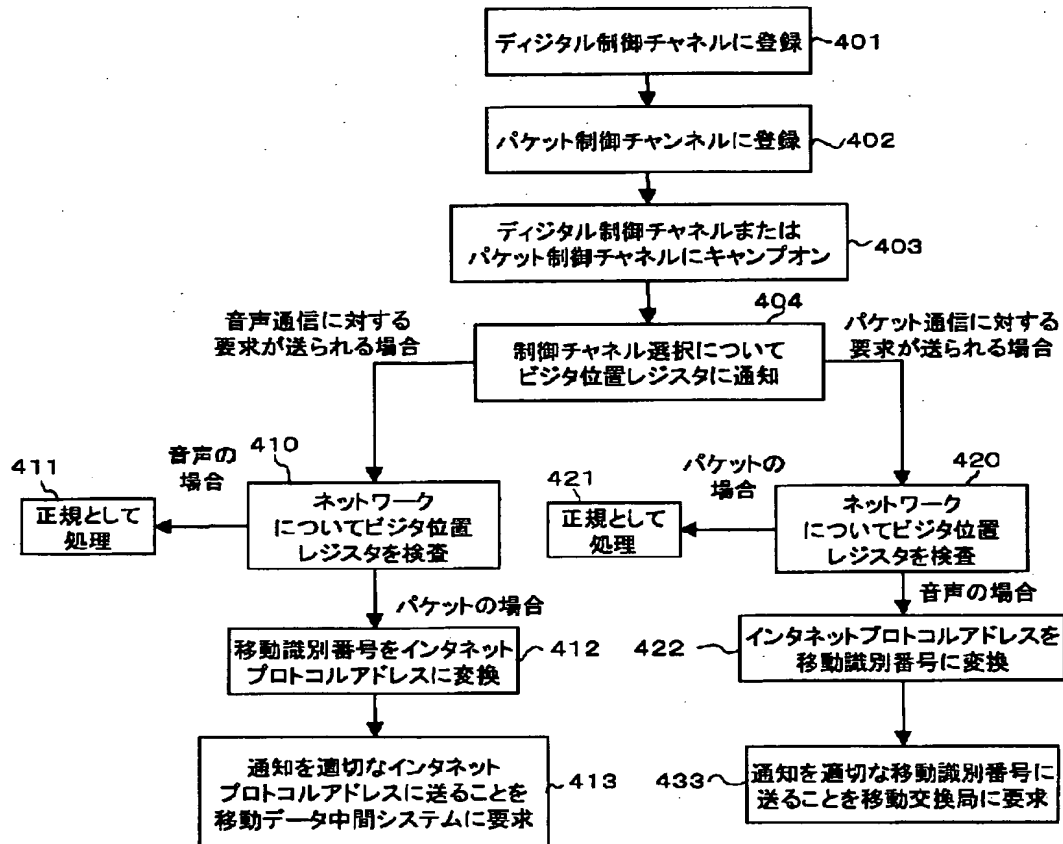 ディジタル制御チャネルに登録
401
パケット制御チャンネルに登録
402
ディジタル制御チャネルまたは
パケット制御チャネルにキャンプオン
403
404
音声通信に対する
要求が送られる場合
制御チャネル選択について
ビジタ位置レジスタに通知
パケット通信に対する
要求が送られる場合
411
正規として
処理
音声の
場合
410
ネットワーク
についてビジタ位置
レジスタを検査
421
正規として
処理
パケットの
場合
420
ネットワーク
についてビジタ位置
レジスタを検査
パケットの場合
音声の場合
移動識別番号をインタネット
プロトコルアドレスに変換
412
422
インタネットプロトコルアドレスを
移動識別番号に変換
通知を適切なインタネット
プロトコルアドレスに送ることを
移動データ中間システムに要求
413
433
通知を適切な移動識別番号に
送ることを移動交換局に要求